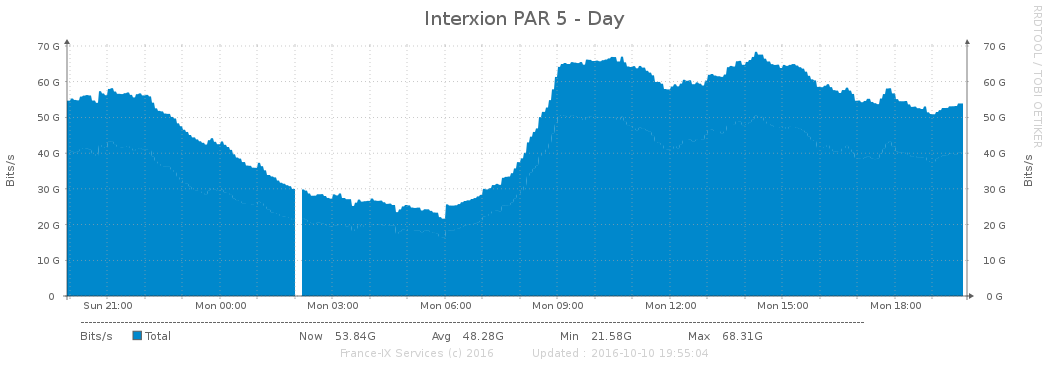 Interxion PAR 5 - Day
RRDTOOL / TOBI OETIKER
Bits/s
70 G
60 G
50 G
40 G
30 G
20 G
10 G
0
70 G
60 G
50 G
40 G
30 G
20 G
10 G
0 G
Bits/s
Sun 21:00 Mon 00:00 Mon 03:00 Mon 06:00 Mon 09:00 Mon 12:00 Mon 15:00 Mon 18:00
Bits/s Total Now 53.84G Avg 48.28G Min 21.58G Max 68.31G
France-IX Services (c) 2016 Updated : 2016-10-10 19:55:04